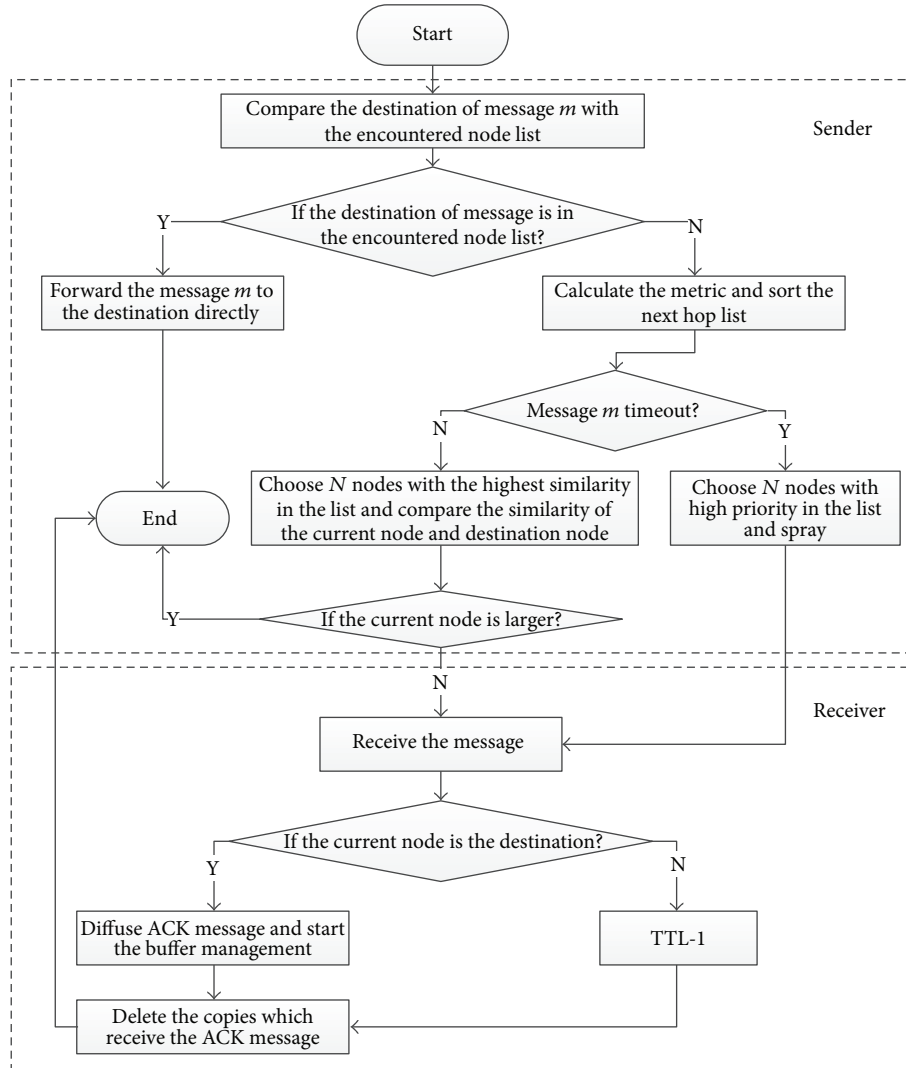 Start
Compare the destination of message m with
the encountered node list
Sender
If the destination of message is in
the encountered node list?
Y
N
Forward the message m to
the destination directly
Calculate the metric and sort the
next hop list
Message m timeout?
N
Y
Choose N nodes with the highest similarity
in the list and compare the similarity of
the current node and destination node
Choose N nodes with
high priority in the list
and spray
End
If the current node is larger?
Y
N
Receiver
Receive the message
If the current node is the destination?
Y
N
Diffuse ACK message and start
the buffer management
TTL-1
Delete the copies which
receive the ACK message